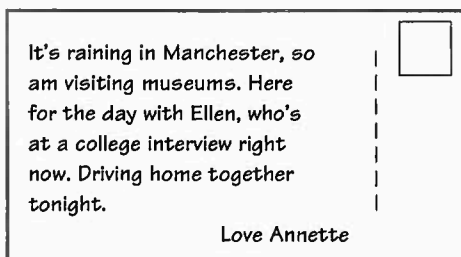 It's raining in Manchester, so
am visiting museums. Here
for the day with Ellen, who's
at a college interview right
now. Driving home together
tonight.
Love Annette